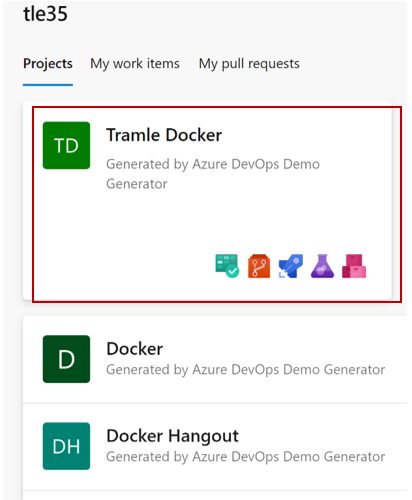 tle35
Projects My work items My pull requests
TD
Tramle Docker
Generated by Azure DevOps Demo
Generator
D
Docker
Generated by Azure DevOps Demo Generator
DH
Docker Hangout
Generated by Azure DevOps Demo Generator